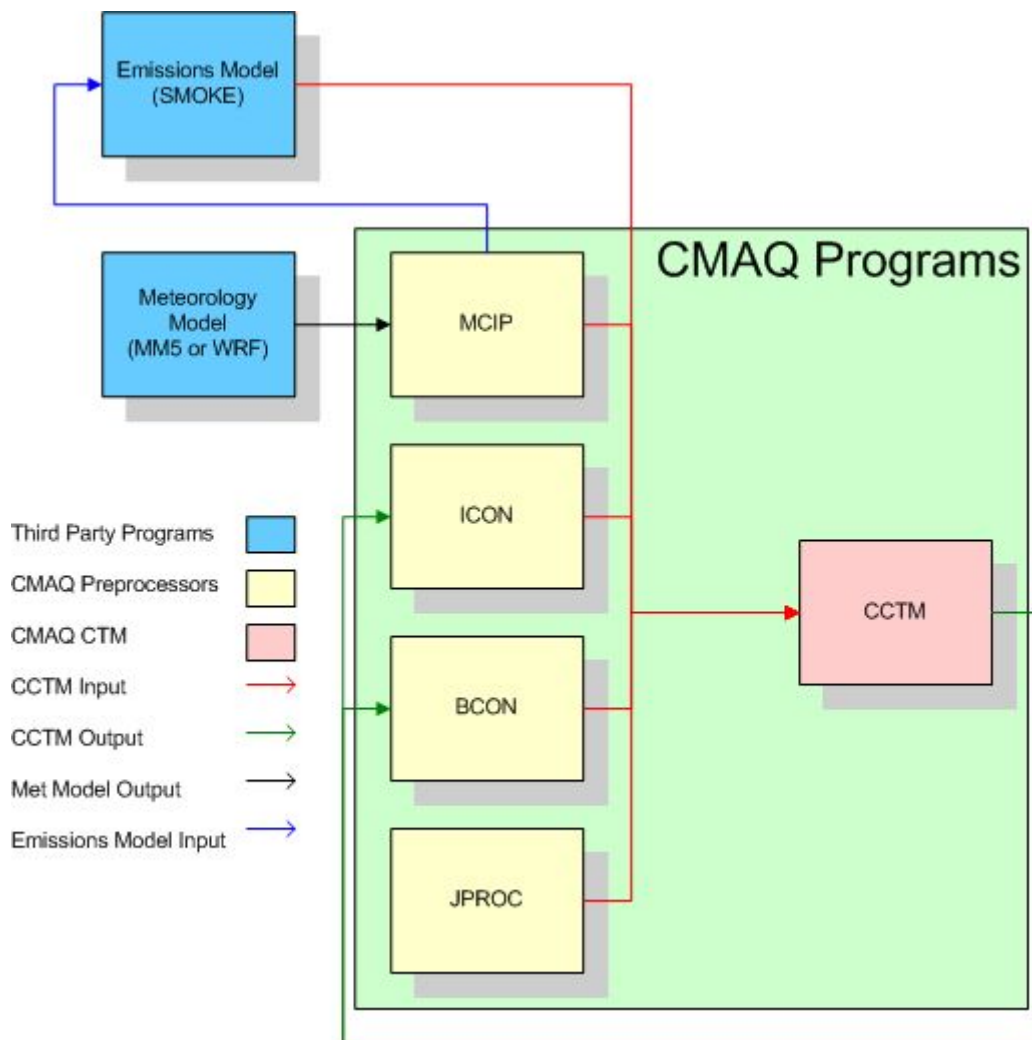 Emissions Model
(SMOKE)
CMAQ Programs
Meteorology
Model
(MM5 or WRF)
MCIP
ICON
BCON
JPROC
CCTM
Third Party Programs
CMAQ Preprocessors
CMAQ CTM
CCTM Input
CCTM Output
Met Model Output
Emissions Model Input